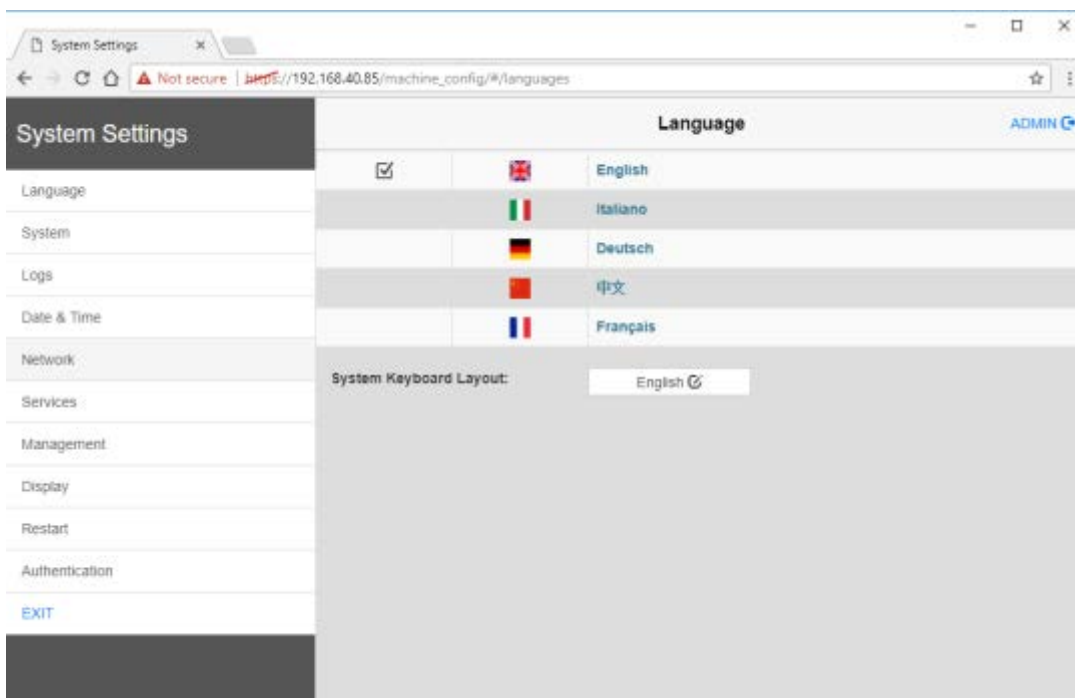 System Settings
Not secure | https://192.168.40.85/machine_config/#/languages
System Settings
Language
ADMIN
Language
System
Logs
Date & Time
Network
Services
Management
Display
Restart
Authentication
EXIT
English
Italiano
Deutsch
中文
Français
System Keyboard Layout:
English